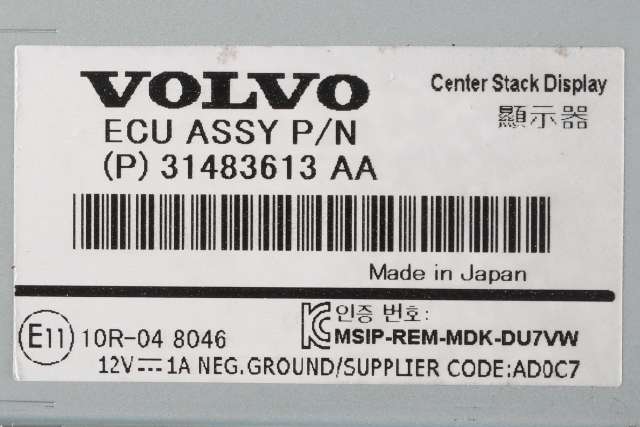 VOLVO
Center Stack Display
顯示器
ECU ASSY P/N
(P) 31483613 AA
Made in Japan
E11 10R-04 8046
인증 번호:
MSIP-REM-MDK-DU7VW
12V⎓1A NEG.GROUND/SUPPLIER CODE:AD0C7